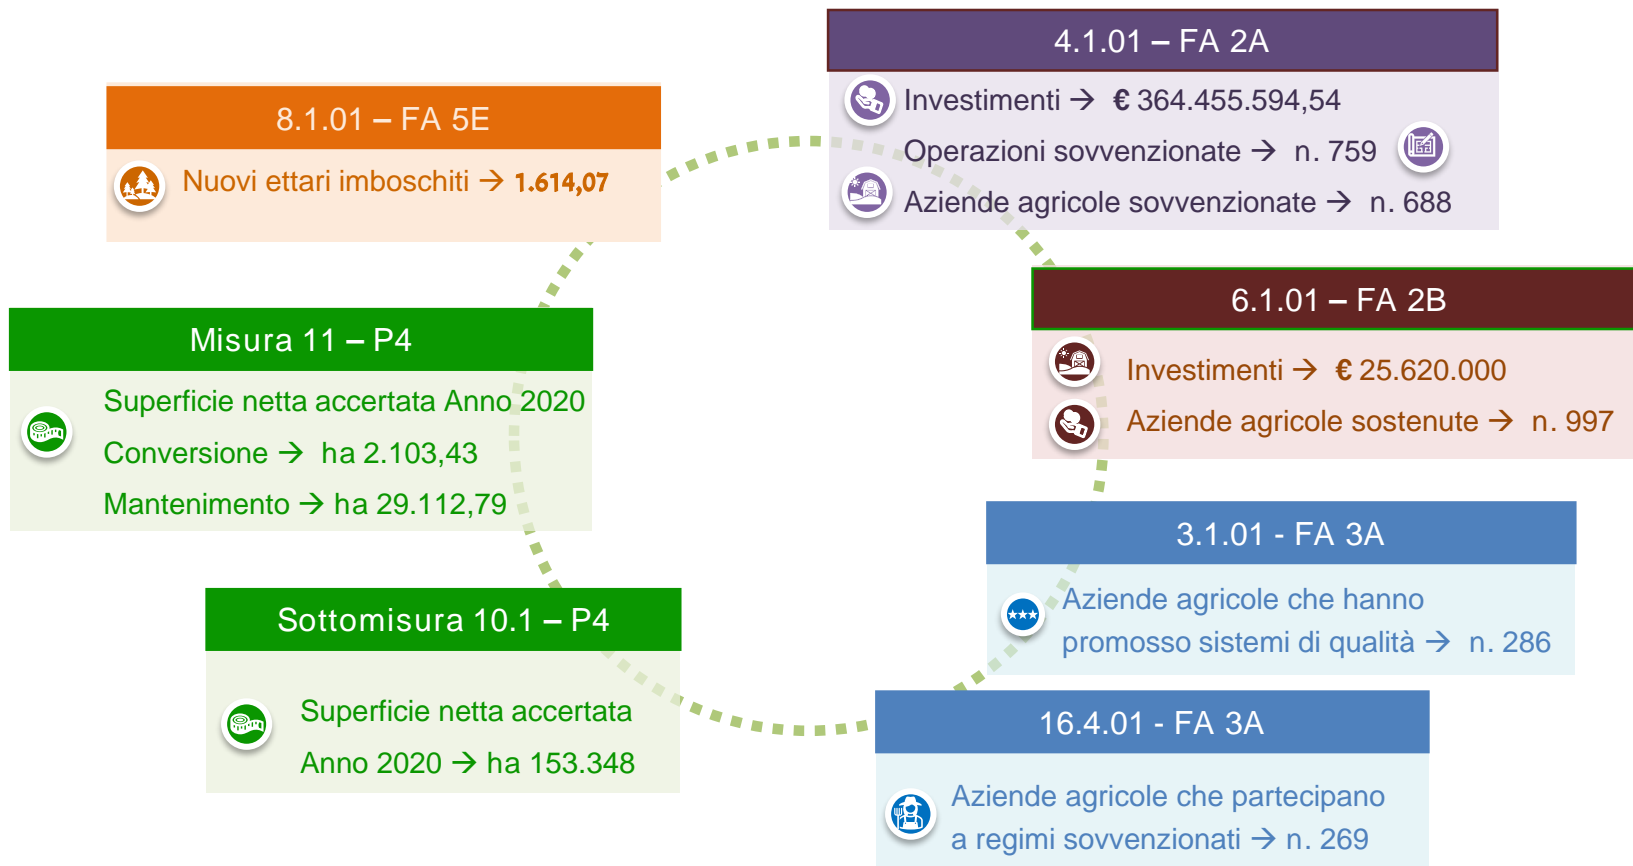 4.1.01 – FA 2A
Investimenti → € 364.455.594,54
Operazioni sovvenzionate → n. 759
Aziende agricole sovvenzionate → n. 688
8.1.01 – FA 5E
Nuovi ettari imboschiti → 1.614,07
6.1.01 – FA 2B
Investimenti → € 25.620.000
Aziende agricole sostenute → n. 997
Misura 11 – P4
Superficie netta accertata Anno 2020
Conversione → ha 2.103,43
Mantenimento → ha 29.112,79
3.1.01 - FA 3A
Aziende agricole che hanno
promosso sistemi di qualità → n. 286
Sottomisura 10.1 – P4
Superficie netta accertata
Anno 2020 → ha 153.348
16.4.01 - FA 3A
Aziende agricole che partecipano
a regimi sovvenzionati → n. 269